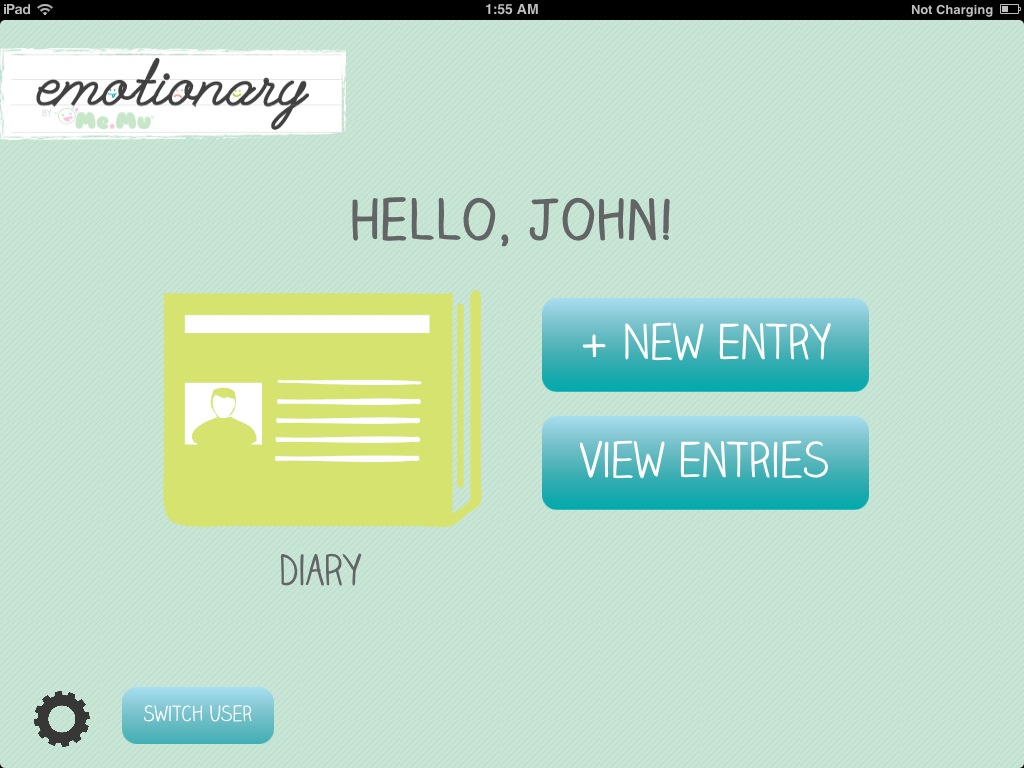 iPad 1:55 AM Not Charging
emotionary
BY Me.Mu
HELLO, JOHN!
+ NEW ENTRY
VIEW ENTRIES
DIARY
SWITCH USER